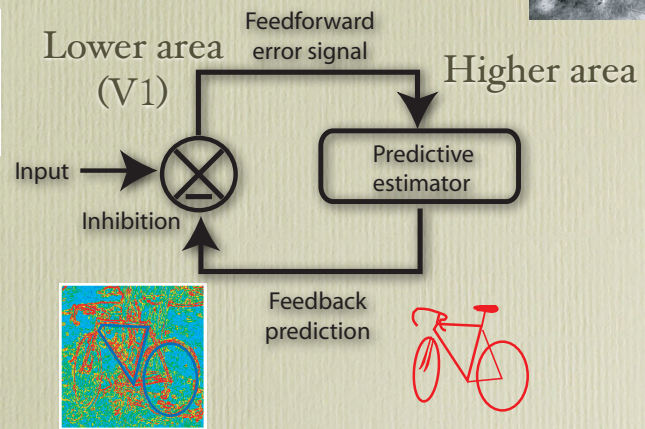 Feedforward
error signal
Lower area
(V1)
Higher area
Predictive
estimator
Input
Inhibition
Feedback
prediction